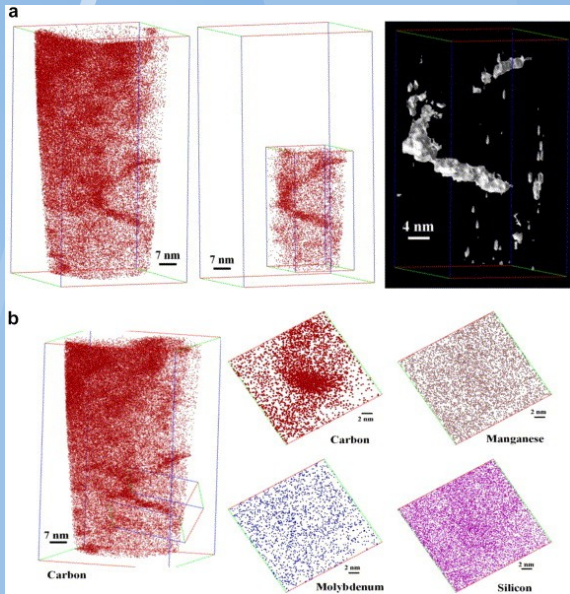 a
7 nm
7 nm
4 nm
b
7 nm
Carbon
2 nm
Carbon
2 nm
Manganese
2 nm
Molybdenum
2 nm
Silicon